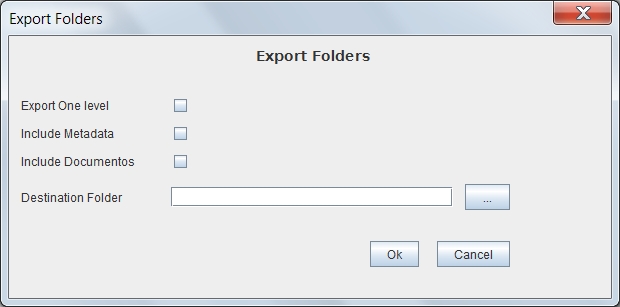 Export Folders
Export Folders
Export One level
Include Metadata
Include Documentos
Destination Folder ...
Ok Cancel